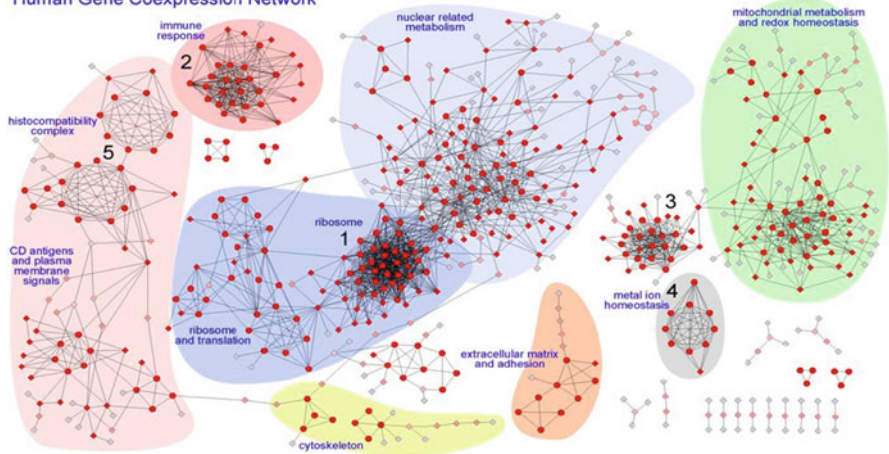 Human Gene Coexpression Network
immune
response
2
nuclear related
metabolism
mitochondrial metabolism
and redox homeostasis
histocompatibility
complex
5
3
ribosome
1
CD antigens
and plasma
membrane
signals
4
metal ion
homeostasis
ribosome
and translation
extracellular matrix
and adhesion
cytoskeleton